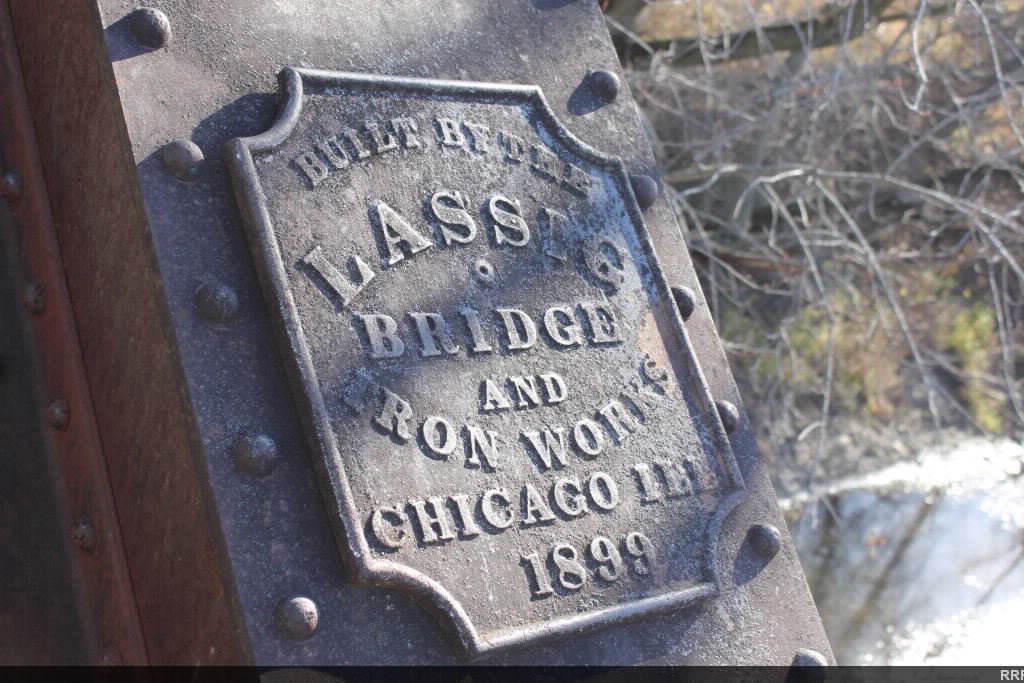 BUILT BY THE
LASSIG
BRIDGE
AND
IRON WORKS
CHICAGO ILL
1899